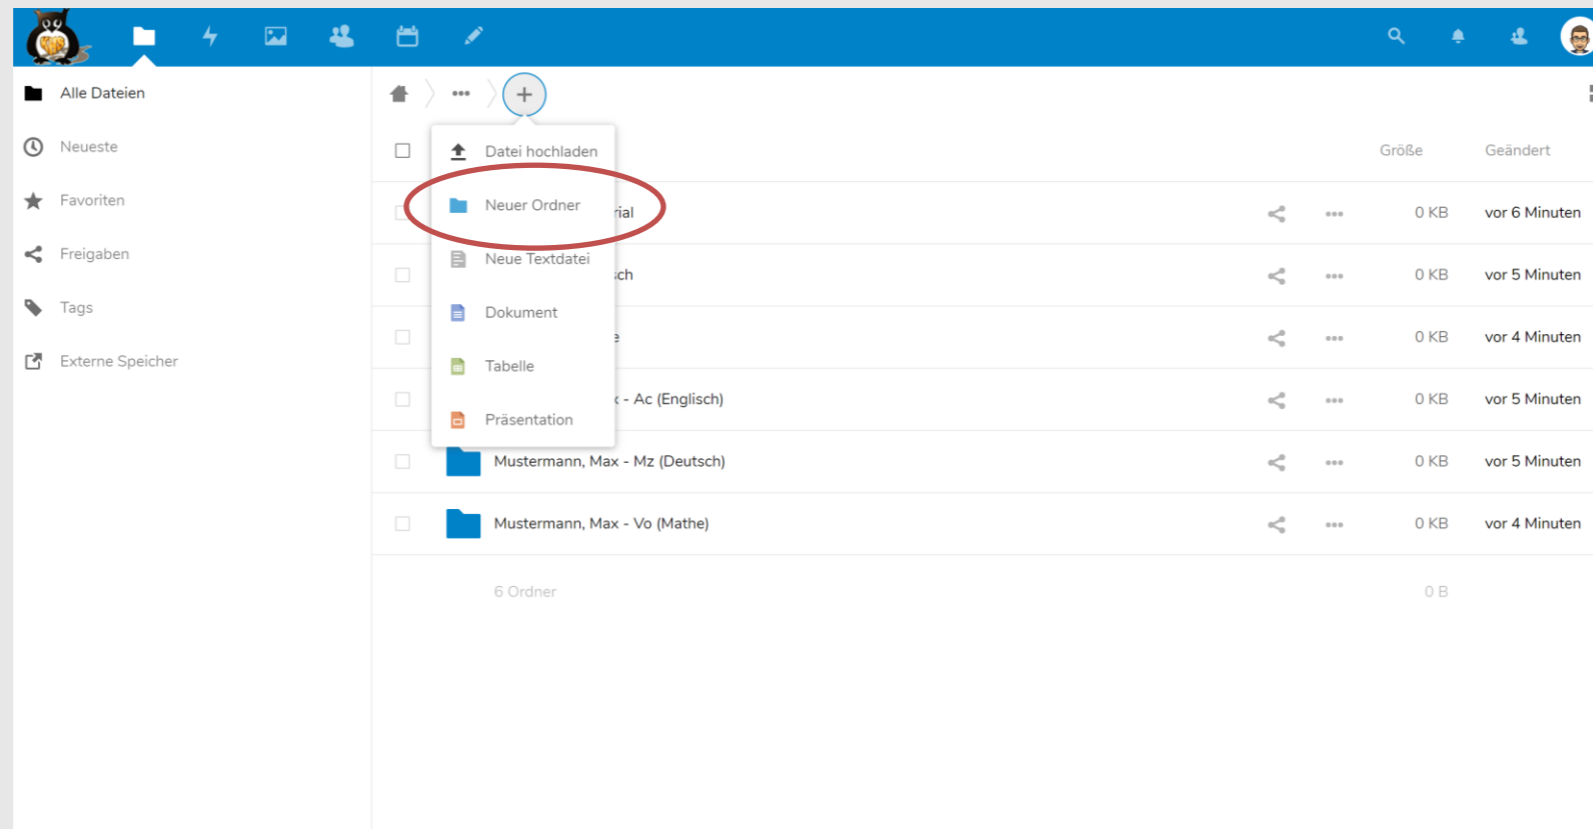 Alle Dateien
Neueste
Favoriten
Freigaben
Tags
Externe Speicher
Datei hochladen
Neuer Ordner
Neue Textdatei
Dokument
Tabelle
Präsentation
Größe Geändert
rial 0 KB vor 6 Minuten
sch 0 KB vor 5 Minuten
e 0 KB vor 4 Minuten
- Ac (Englisch) 0 KB vor 5 Minuten
Mustermann, Max - Mz (Deutsch) 0 KB vor 5 Minuten
Mustermann, Max - Vo (Mathe) 0 KB vor 4 Minuten
6 Ordner 0 B